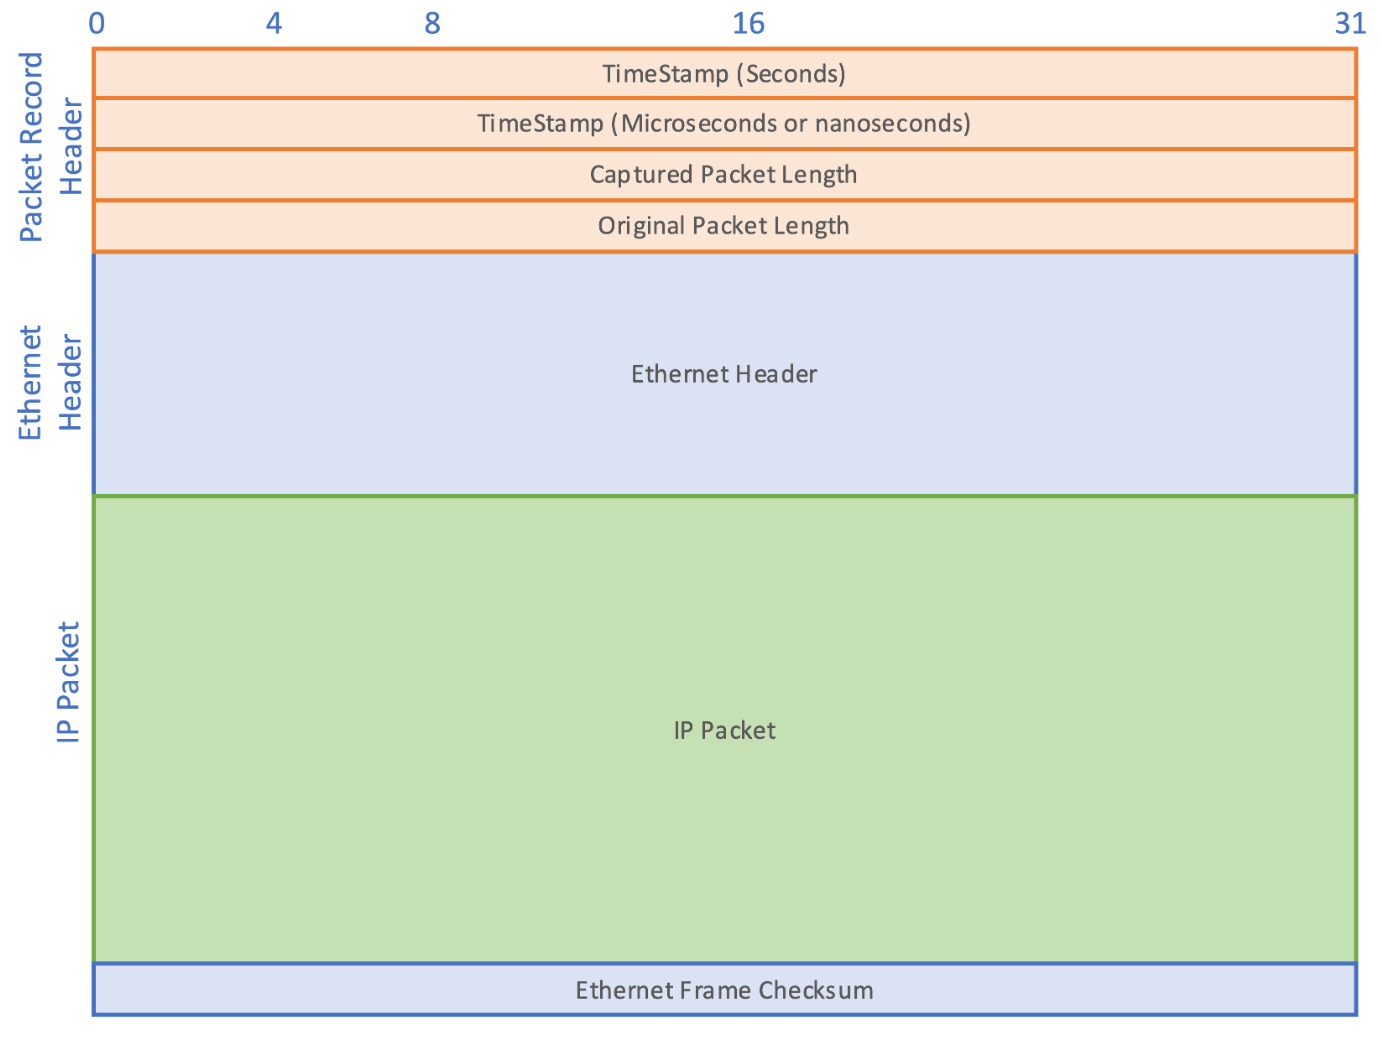 0 4 8 16 31
Packet Record
Header
TimeStamp (Seconds)
TimeStamp (Microseconds or nanoseconds)
Captured Packet Length
Original Packet Length
Ethernet
Header
Ethernet Header
IP Packet
IP Packet
Ethernet Frame Checksum